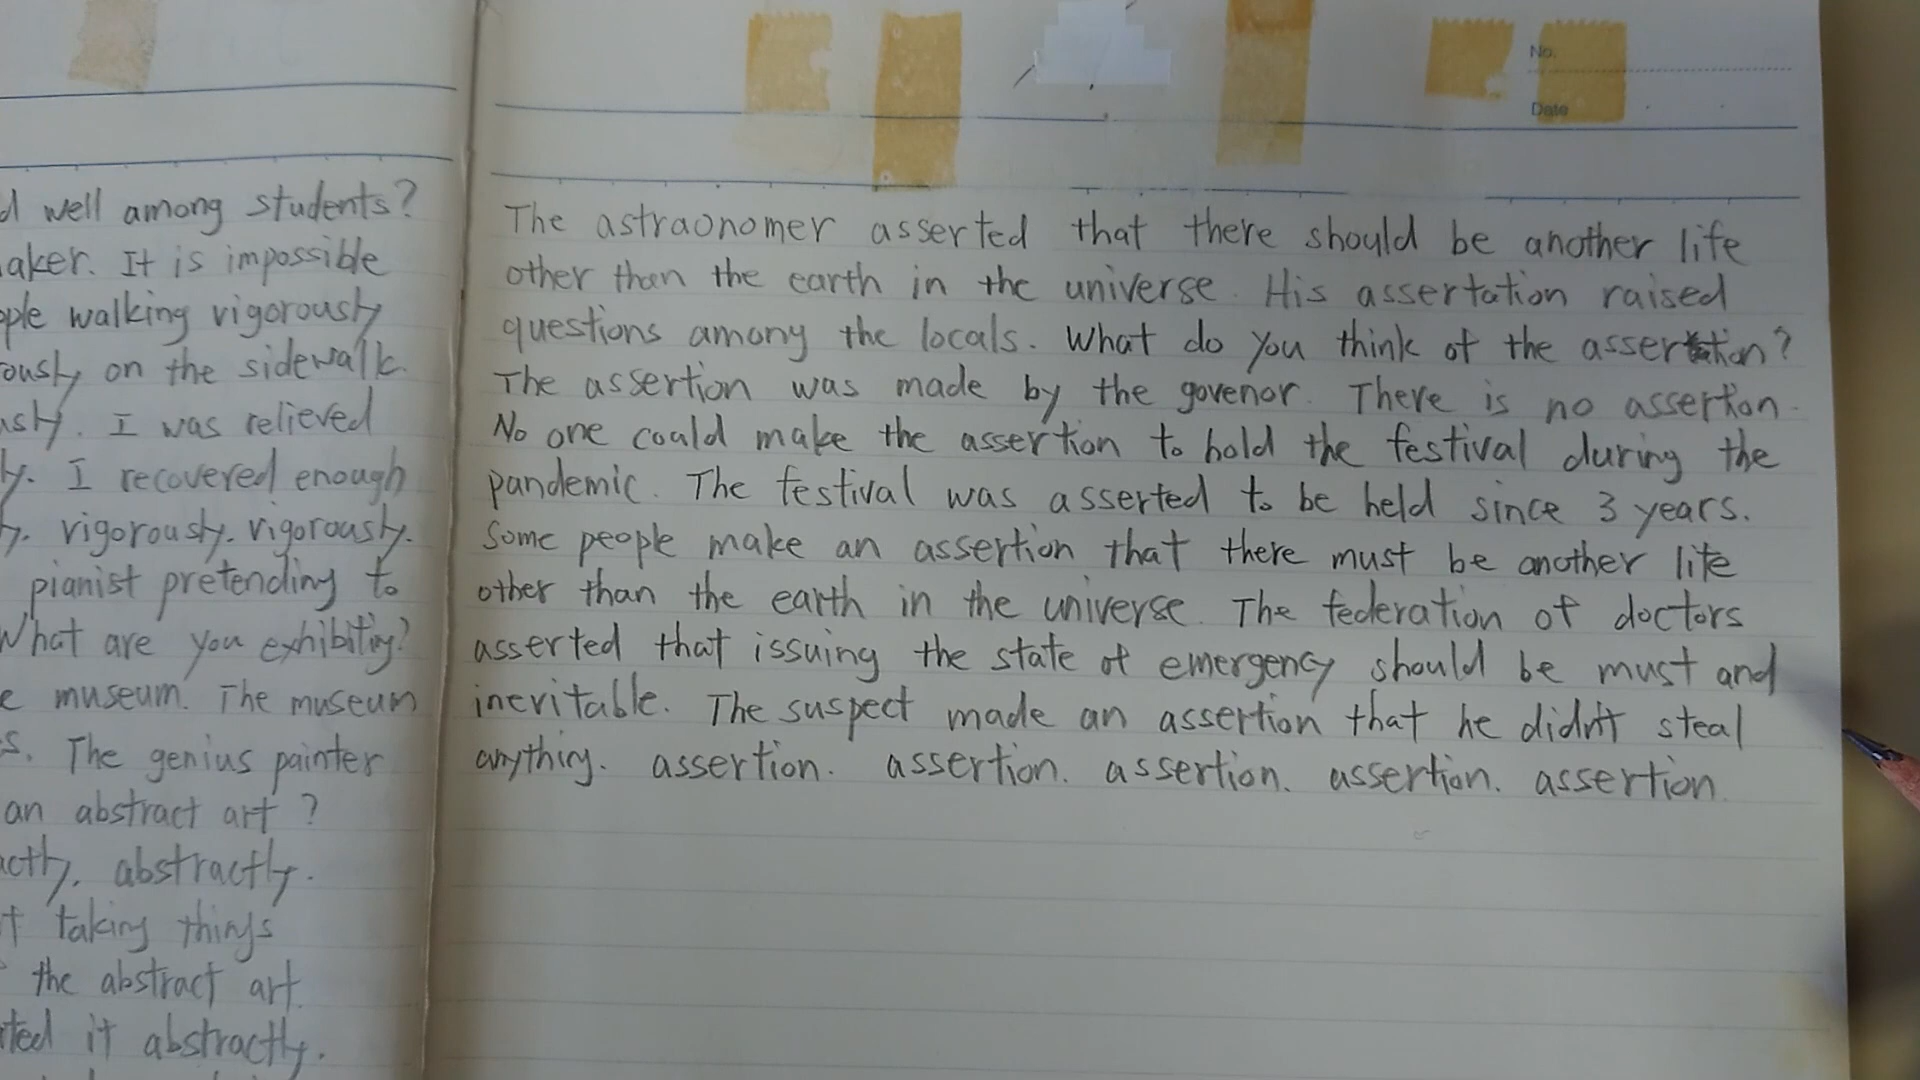 d well among students?
aker. It is impossible
ople walking vigorously
ously on the sidewalk.
usly. I was relieved
ly. I recovered enough
y. vigorously. vigorously.
pianist pretending to
What are you exhibiting?
e museum. The museum
s. The genius painter
an abstract art ?
actly, abstractly.
f taking things
the abstract art.
ted it abstractly.
No.
Date
The astraonomer asserted that there should be another life
other than the earth in the universe. His assertation raised
questions among the locals. What do you think of the assertation?
The assertion was made by the govenor. There is no assertion.
No one could make the assertion to hold the festival during the
pandemic. The festival was asserted to be held since 3 years.
Some people make an assertion that there must be another life
other than the earth in the universe. The federation of doctors
asserted that issuing the state of emergency should be must and
inevitable. The suspect made an assertion that he didn't steal
anything. assertion. assertion. assertion. assertion. assertion.